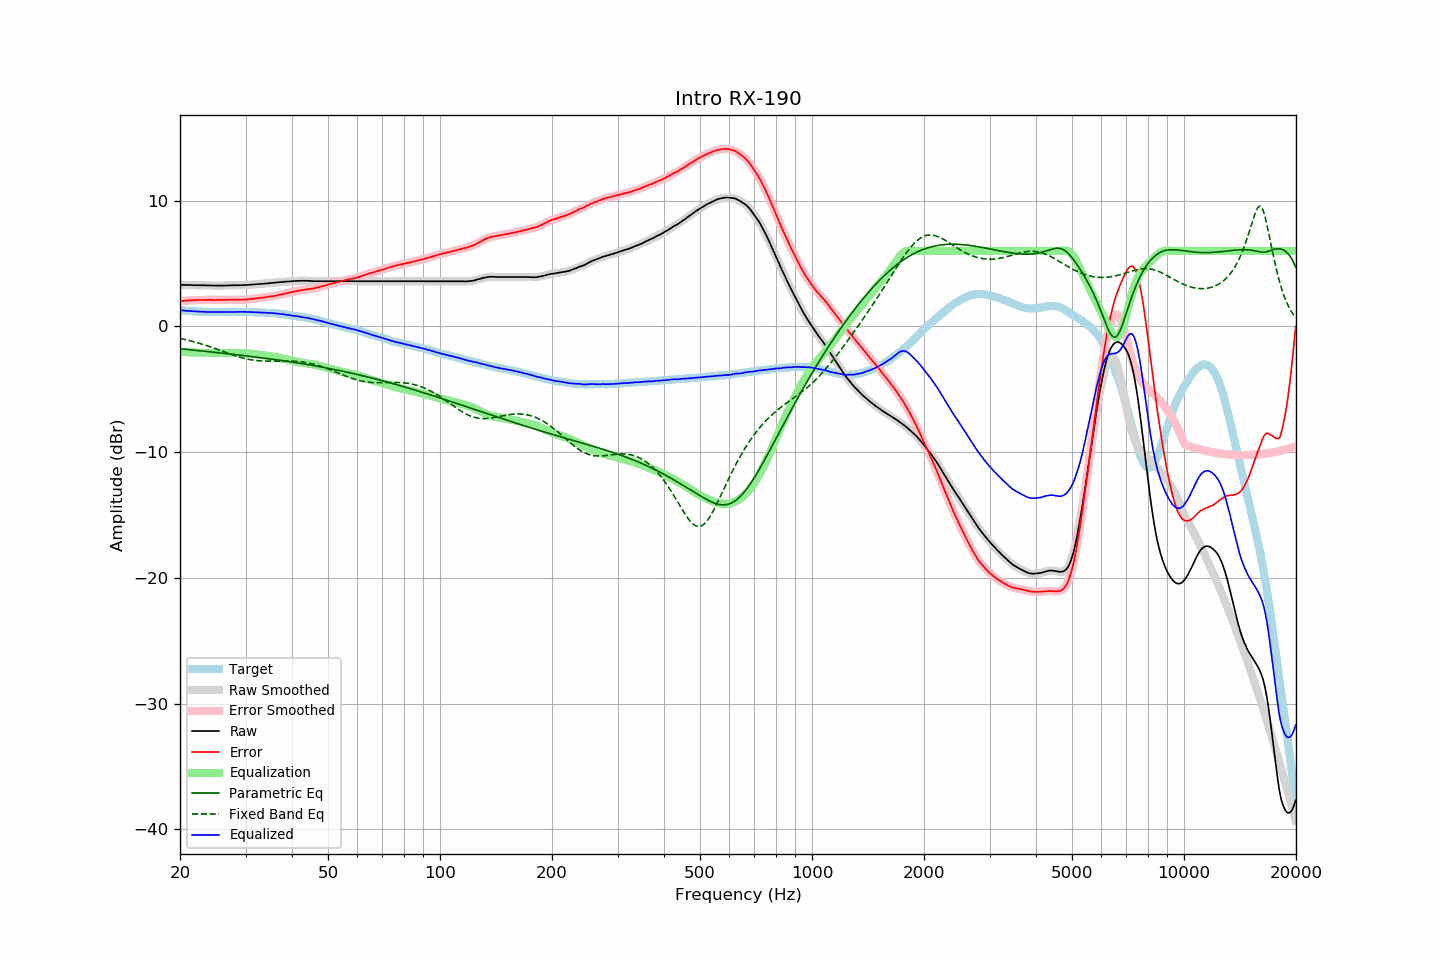 Intro RX-190
Amplitude (dBr)
10
0
−10
−20
−30
−40
Target
Raw Smoothed
Error Smoothed
Raw
Error
Equalization
Parametric Eq
Fixed Band Eq
Equalized
20 50 100 200 500 1000 2000 5000 10000 20000
Frequency (Hz)